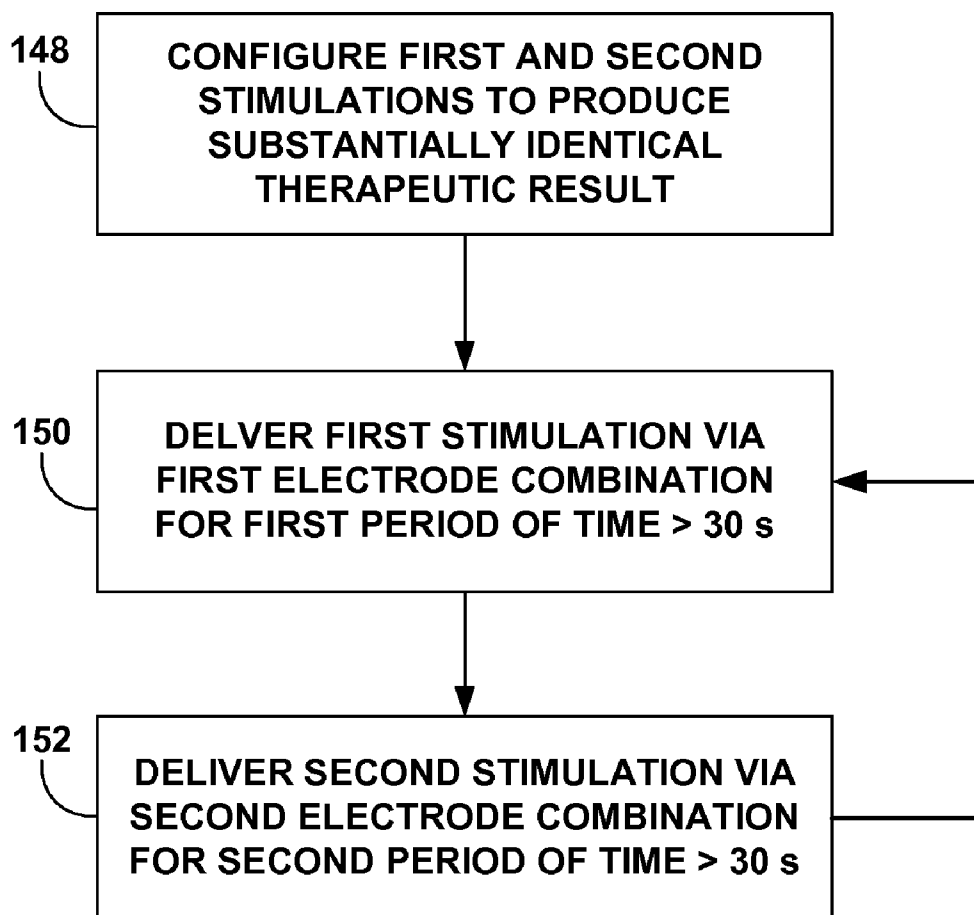 148
CONFIGURE FIRST AND SECOND
STIMULATIONS TO PRODUCE
SUBSTANTIALLY IDENTICAL
THERAPEUTIC RESULT
150
DELVER FIRST STIMULATION VIA
FIRST ELECTRODE COMBINATION
FOR FIRST PERIOD OF TIME > 30 s
152
DELIVER SECOND STIMULATION VIA
SECOND ELECTRODE COMBINATION
FOR SECOND PERIOD OF TIME > 30 s